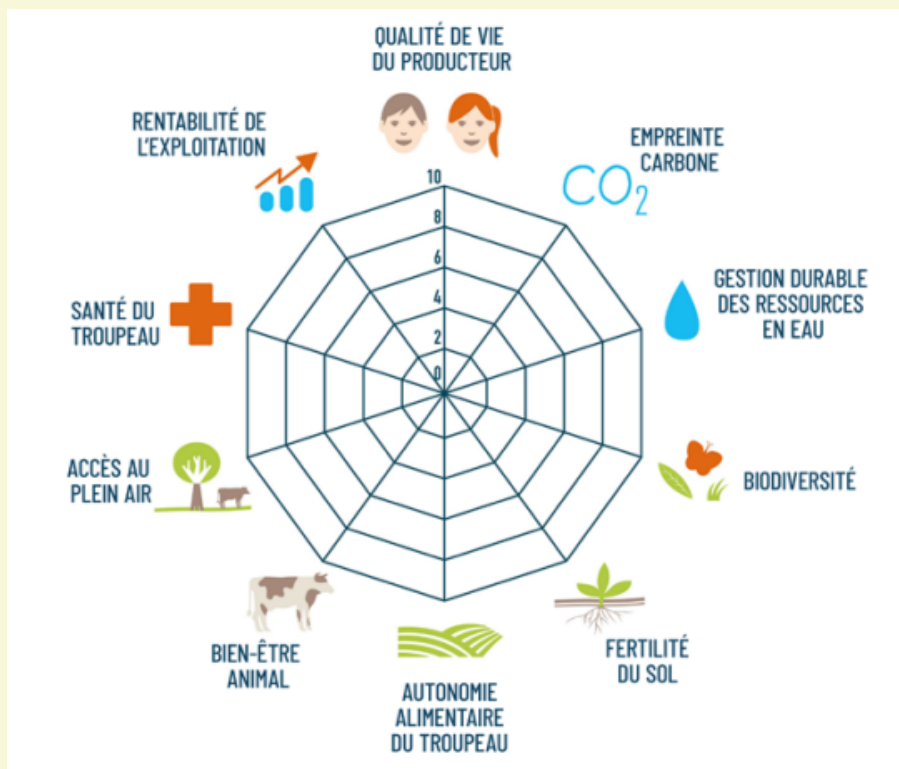 QUALITÉ DE VIE
DU PRODUCTEUR
RENTABILITÉ DE
L'EXPLOITATION
EMPREINTE
CARBONE
CO₂
10
8
6
4
2
0
GESTION DURABLE
DES RESSOURCES
EN EAU
SANTÉ DU
TROUPEAU
ACCÈS AU
PLEIN AIR
BIODIVERSITÉ
BIEN-ÊTRE
ANIMAL
FERTILITÉ
DU SOL
AUTONOMIE
ALIMENTAIRE
DU TROUPEAU